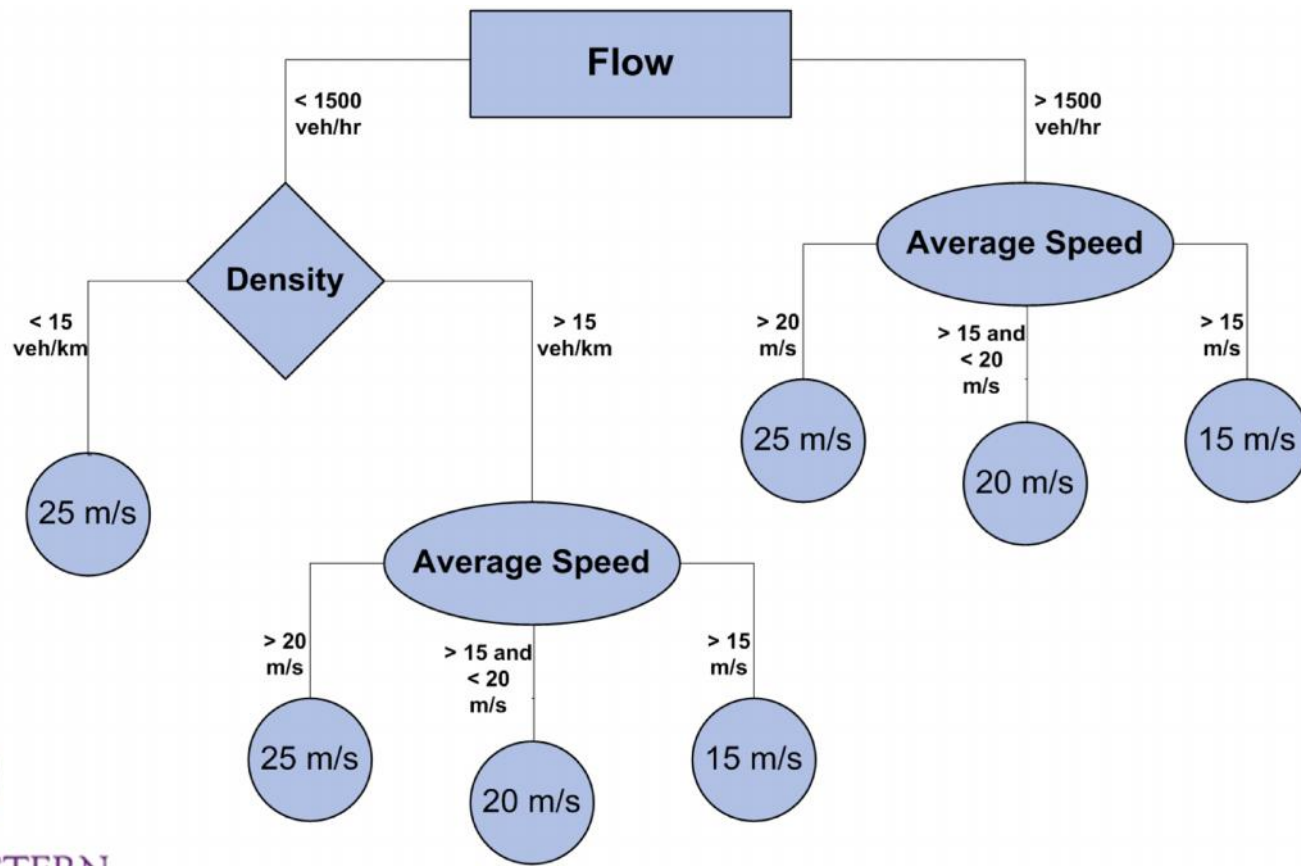 Flow
< 1500
veh/hr
> 1500
veh/hr
Density
Average Speed
< 15
veh/km
> 15
veh/km
> 20
m/s
> 15 and
< 20
m/s
> 15
m/s
25 m/s
20 m/s
15 m/s
25 m/s
Average Speed
> 20
m/s
> 15 and
< 20
m/s
> 15
m/s
25 m/s
20 m/s
15 m/s